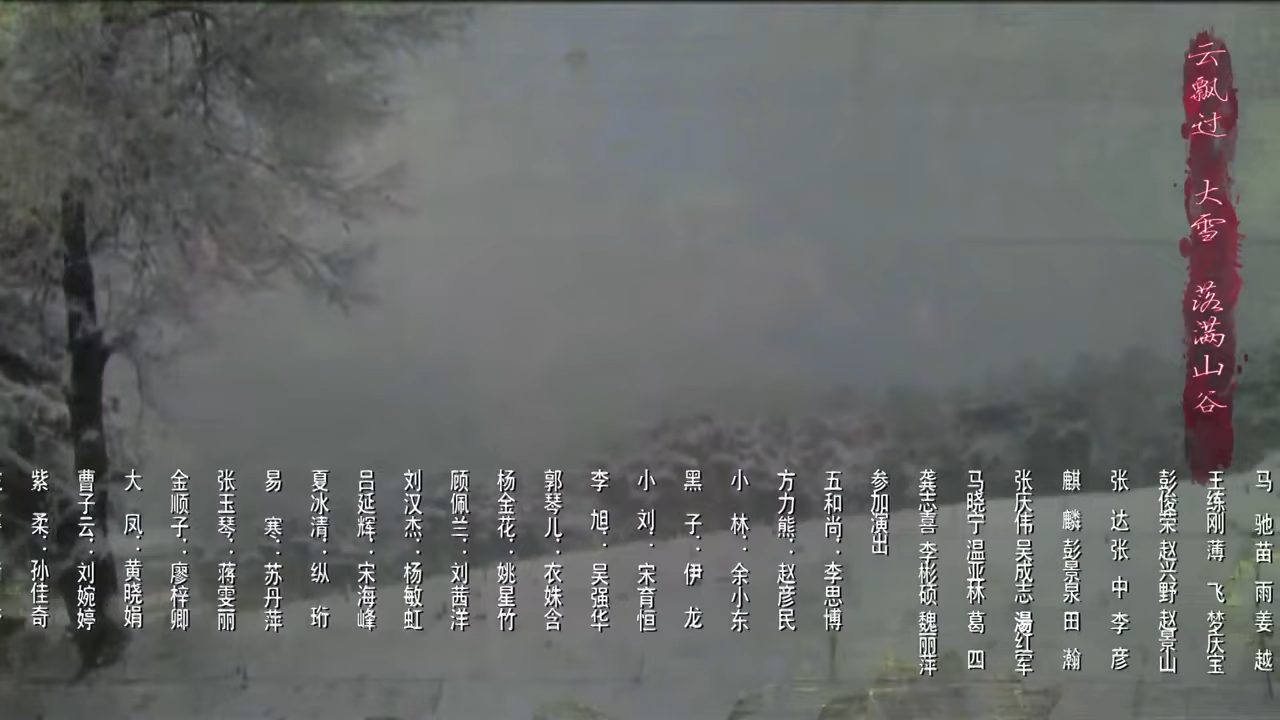 云飘过 大雪 落满山谷
紫 柔：孙佳奇
曹子云：刘婉婷
大 凤：黄晓娟
金顺子：廖梓卿
张玉琴：蒋雯丽
易 寒：苏丹萍
夏冰清：纵 珩
吕延辉：宋海峰
刘汉杰：杨敏虹
顾佩兰：刘茜洋
杨金花：姚星竹
郭琴儿：衣姝含
李 旭：吴强华
小 刘：宋育恒
黑 子：伊 龙
小 林：余小东
方力熊：赵彦民
五和尚：李思博
参加演出
龚志喜 李彬硕 魏丽萍
马晓宁 温亚林 葛 四
张庆伟 吴成志 汤红军
麒 麟 彭景泉 田 瀚
张 达 张 中 李 彦
彭俊荣 赵兴野 赵景山
王练刚 薄 飞 梦庆宝
马 驰 苗 雨 姜 越